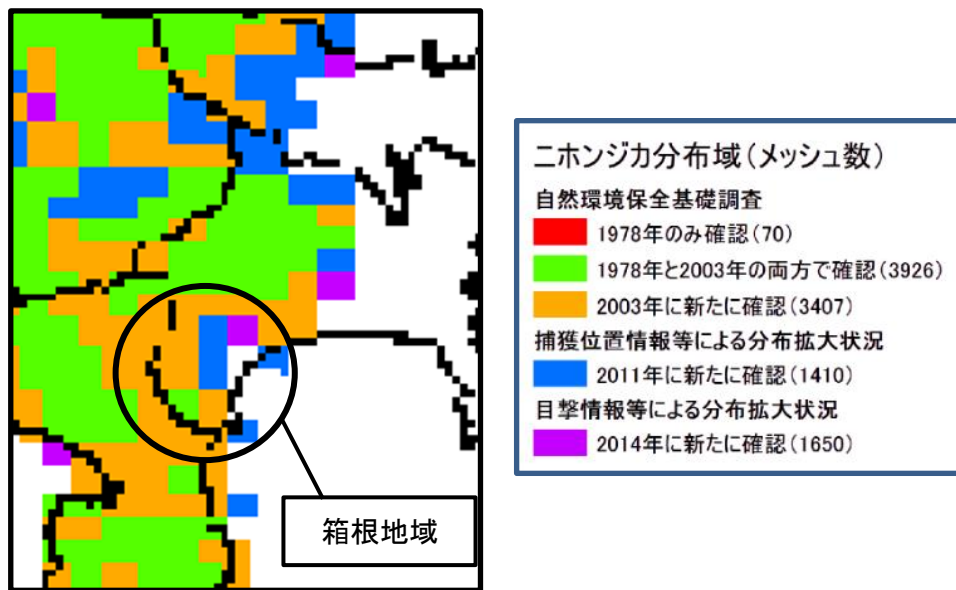 箱根地域
ニホンジカ分布域（メッシュ数）
自然環境保全基礎調査
1978年のみ確認（70）
1978年と2003年の両方で確認（3926）
2003年に新たに確認（3407）
捕獲位置情報等による分布拡大状況
2011年に新たに確認（1410）
目撃情報等による分布拡大状況
2014年に新たに確認（1650）